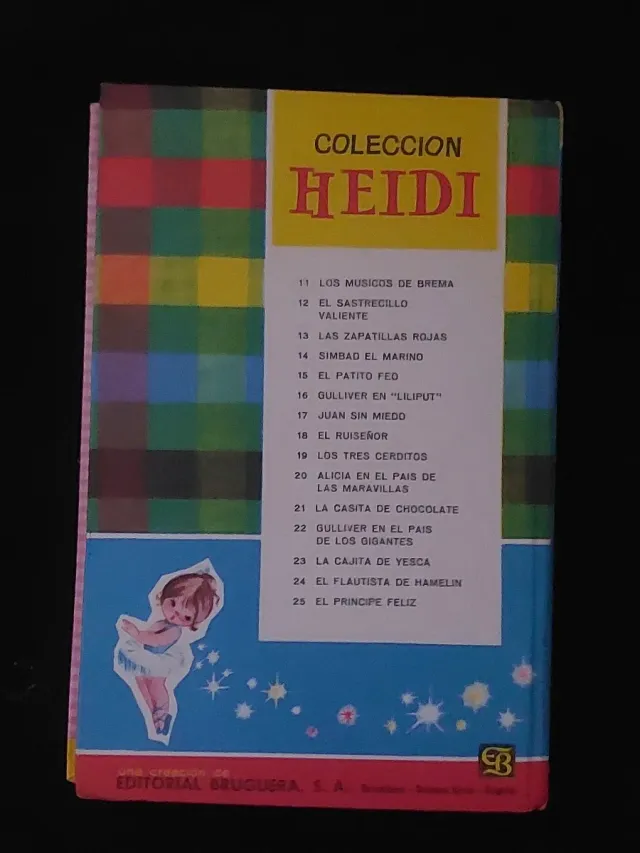 COLECCION
HEIDI
11 LOS MUSICOS DE BREMA
12 EL SASTRECILLO
VALIENTE
13 LAS ZAPATILLAS ROJAS
14 SIMBAD EL MARINO
15 EL PATITO FEO
16 GULLIVER EN "LILIPUT"
17 JUAN SIN MIEDO
18 EL RUISEÑOR
19 LOS TRES CERDITOS
20 ALICIA EN EL PAIS DE
LAS MARAVILLAS
21 LA CASITA DE CHOCOLATE
22 GULLIVER EN EL PAIS
DE LOS GIGANTES
23 LA CAJITA DE YESCA
24 EL FLAUTISTA DE HAMELIN
25 EL PRINCIPE FELIZ
EB
una creación de
EDITORIAL BRUGUERA, S. A.